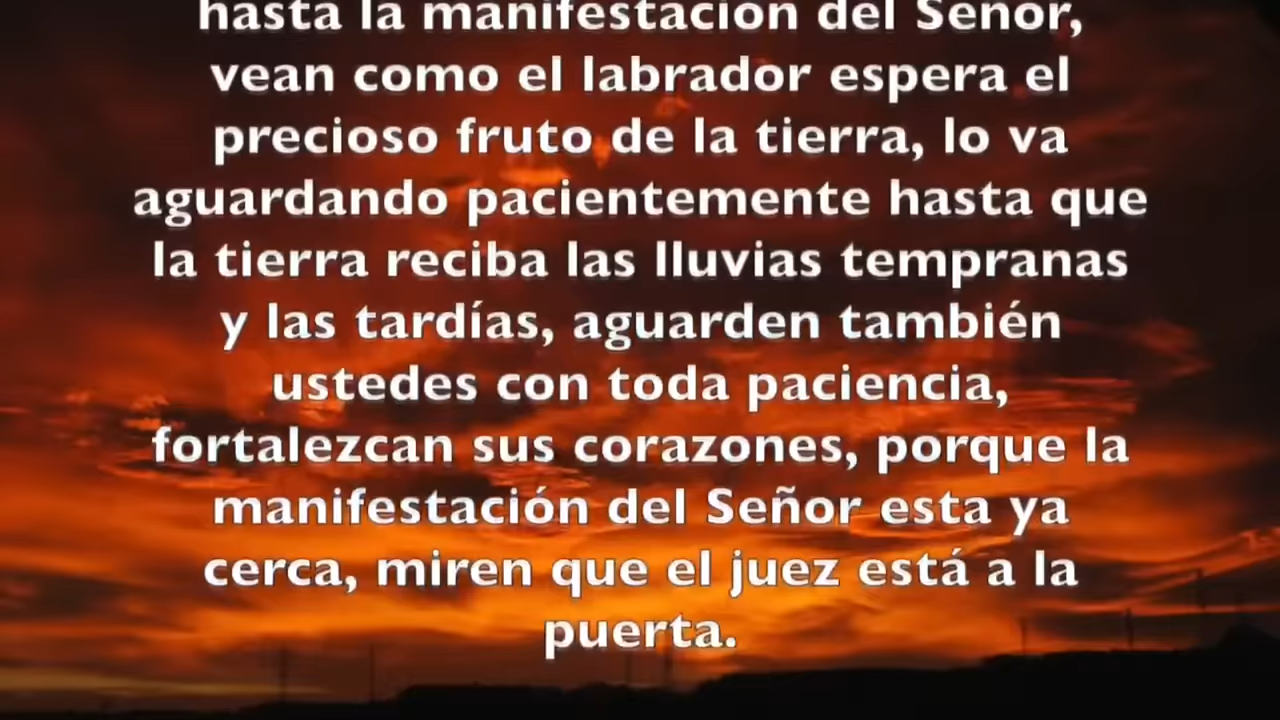 hasta la manifestación del Señor,
vean como el labrador espera el
precioso fruto de la tierra, lo va
aguardando pacientemente hasta que
la tierra reciba las lluvias tempranas
y las tardías, aguarden también
ustedes con toda paciencia,
fortalezcan sus corazones, porque la
manifestación del Señor esta ya
cerca, miren que el juez está a la
puerta.